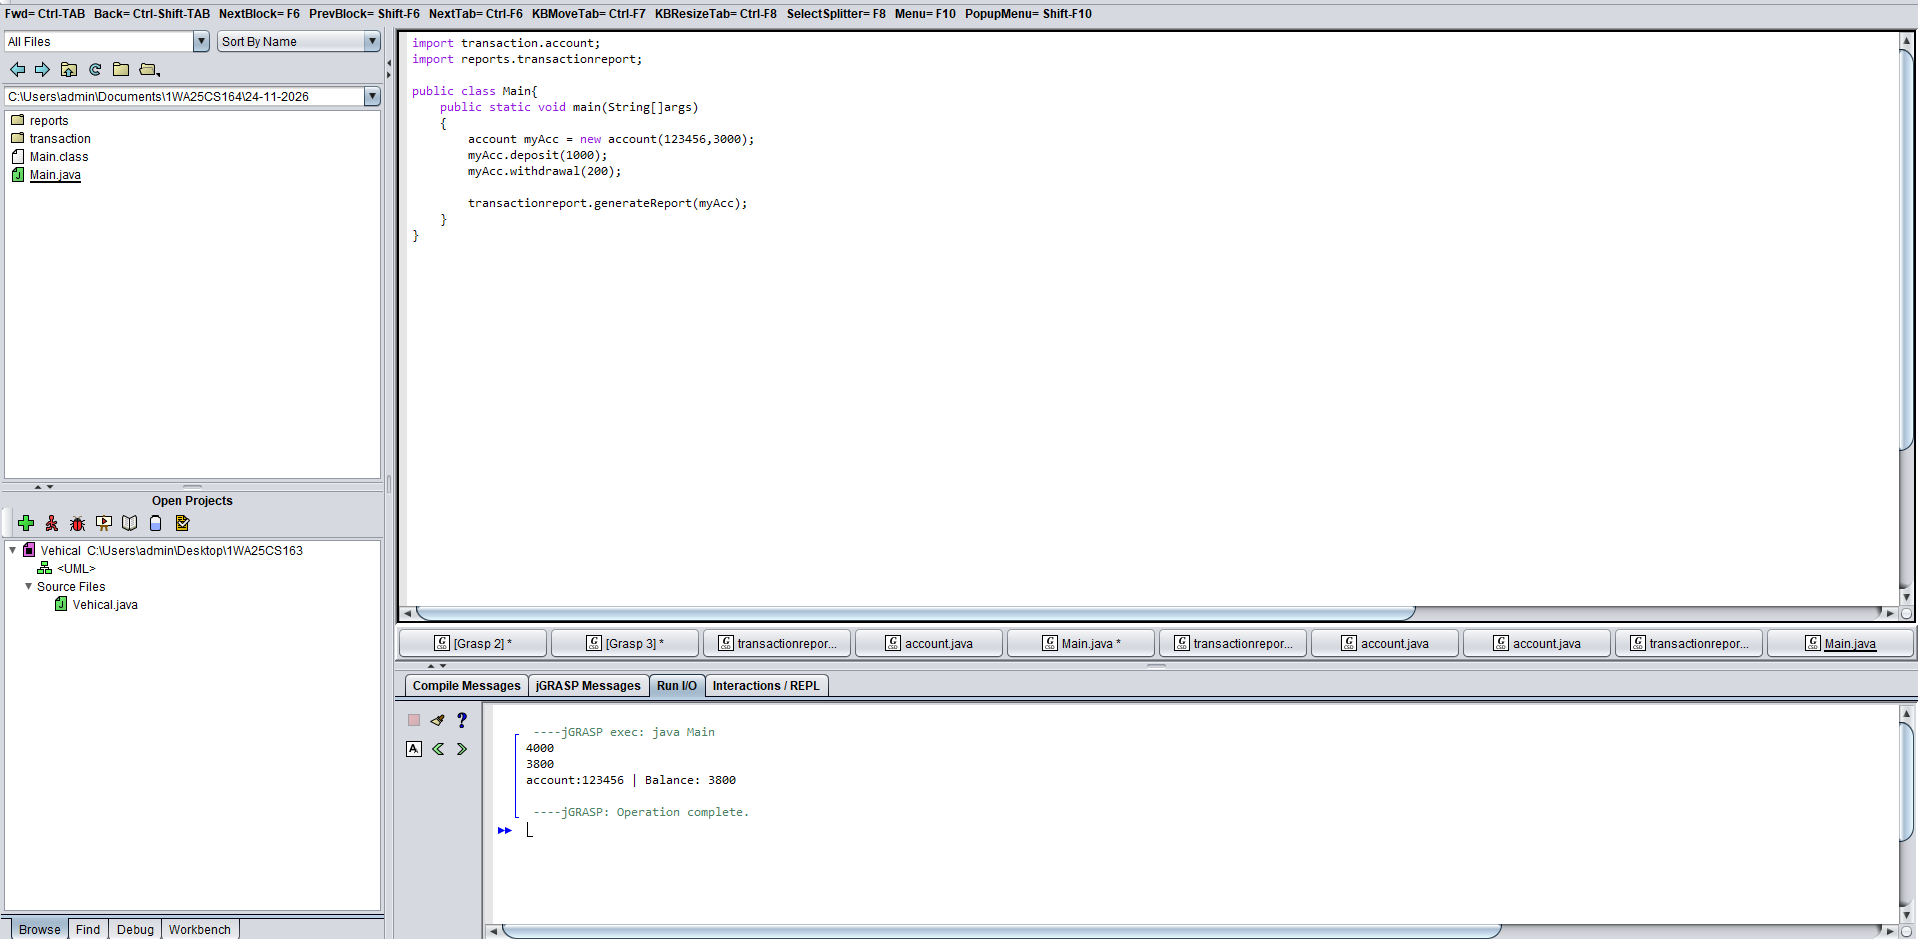 Fwd= Ctrl-TAB Back= Ctrl-Shift-TAB NextBlock= F6 PrevBlock= Shift-F6 NextTab= Ctrl-F6 KBMoveTab= Ctrl-F7 KBResizeTab= Ctrl-F8 SelectSplitter= F8 Menu= F10 PopupMenu= Shift-F10
All Files
Sort By Name
C:\Users\admin\Documents\1WA25CS164\24-11-2026
reports
transaction
Main.class
Main.java
Open Projects
Vehical C:\Users\admin\Desktop\1WA25CS163
<UML>
Source Files
Vehical.java
Browse Find Debug Workbench
import transaction.account;
import reports.transactionreport;
public class Main{
public static void main(String[]args)
{
account myAcc = new account(123456,3000);
myAcc.deposit(1000);
myAcc.withdrawal(200);
transactionreport.generateReport(myAcc);
}
}
[Grasp 2] * [Grasp 3] * transactionrepor... account.java Main.java * transactionrepor... account.java account.java transactionrepor... Main.java
Compile Messages jGRASP Messages Run I/O Interactions / REPL
----jGRASP exec: java Main
4000
3800
account:123456 | Balance: 3800
----jGRASP: Operation complete.